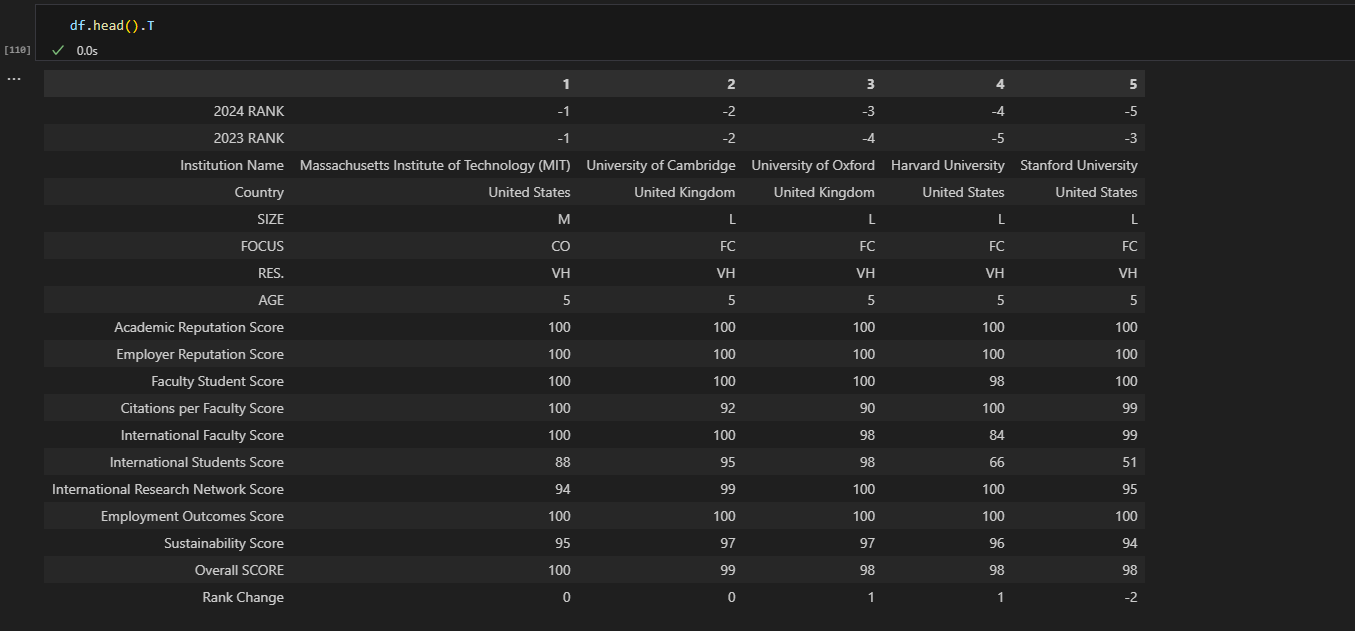 df.head().T
[110] ✓ 0.0s
...
1 2 3 4 5
2024 RANK -1 -2 -3 -4 -5
2023 RANK -1 -2 -4 -5 -3
Institution Name Massachusetts Institute of Technology (MIT) University of Cambridge University of Oxford Harvard University Stanford University
Country United States United Kingdom United Kingdom United States United States
SIZE M L L L L
FOCUS CO FC FC FC FC
RES. VH VH VH VH VH
AGE 5 5 5 5 5
Academic Reputation Score 100 100 100 100 100
Employer Reputation Score 100 100 100 100 100
Faculty Student Score 100 100 100 98 100
Citations per Faculty Score 100 92 90 100 99
International Faculty Score 100 100 98 84 99
International Students Score 88 95 98 66 51
International Research Network Score 94 99 100 100 95
Employment Outcomes Score 100 100 100 100 100
Sustainability Score 95 97 97 96 94
Overall SCORE 100 99 98 98 98
Rank Change 0 0 1 1 -2